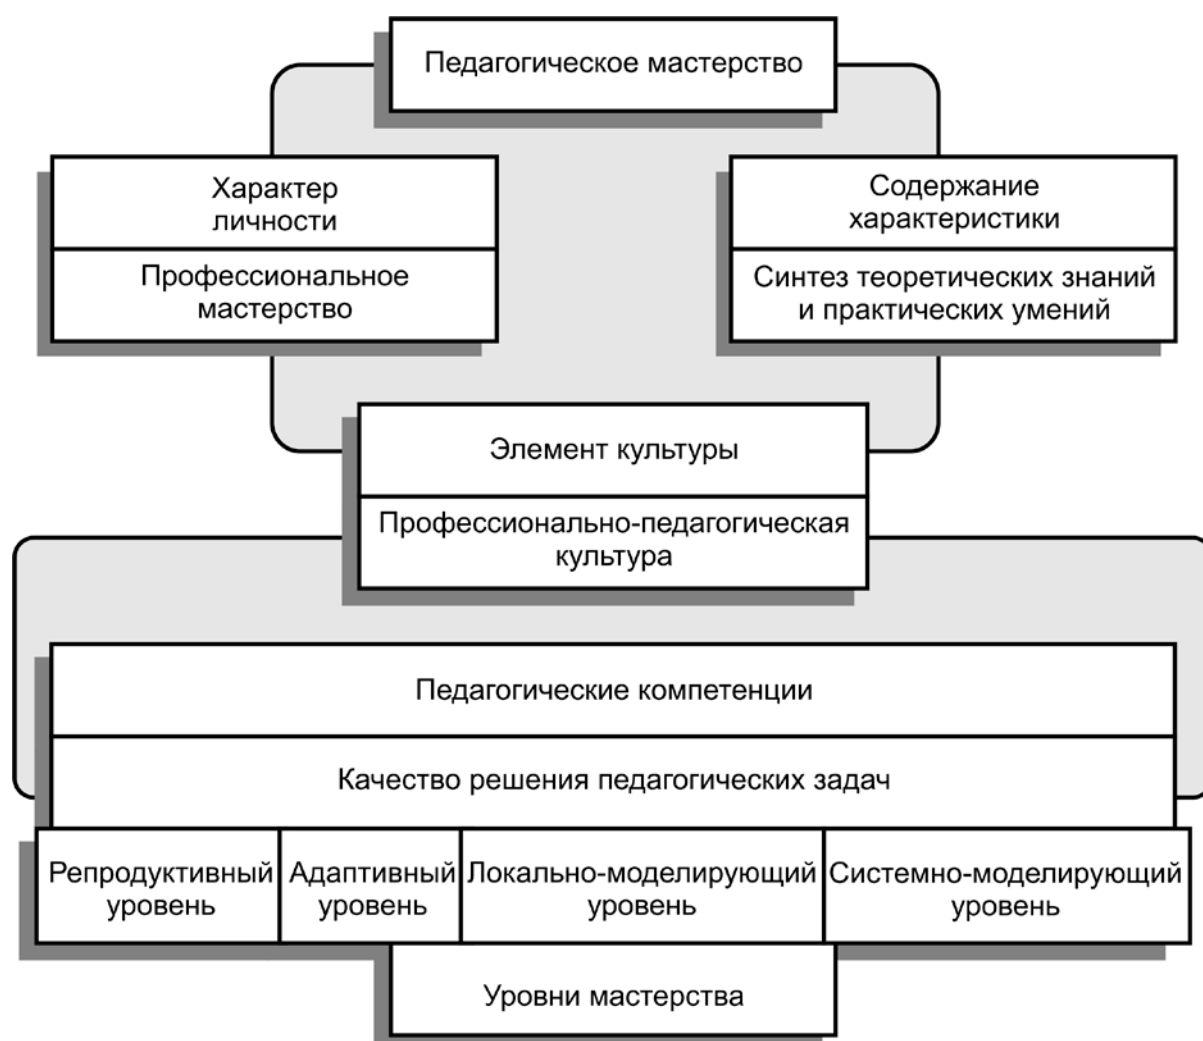 Педагогическое мастерство
Характер
личности
Профессиональное
мастерство
Содержание
характеристики
Синтез теоретических знаний
и практических умений
Элемент культуры
Профессионально-педагогическая
культура
Педагогические компетенции
Качество решения педагогических задач
Репродуктивный
уровень
Адаптивный
уровень
Локально-моделирующий
уровень
Системно-моделирующий
уровень
Уровни мастерства